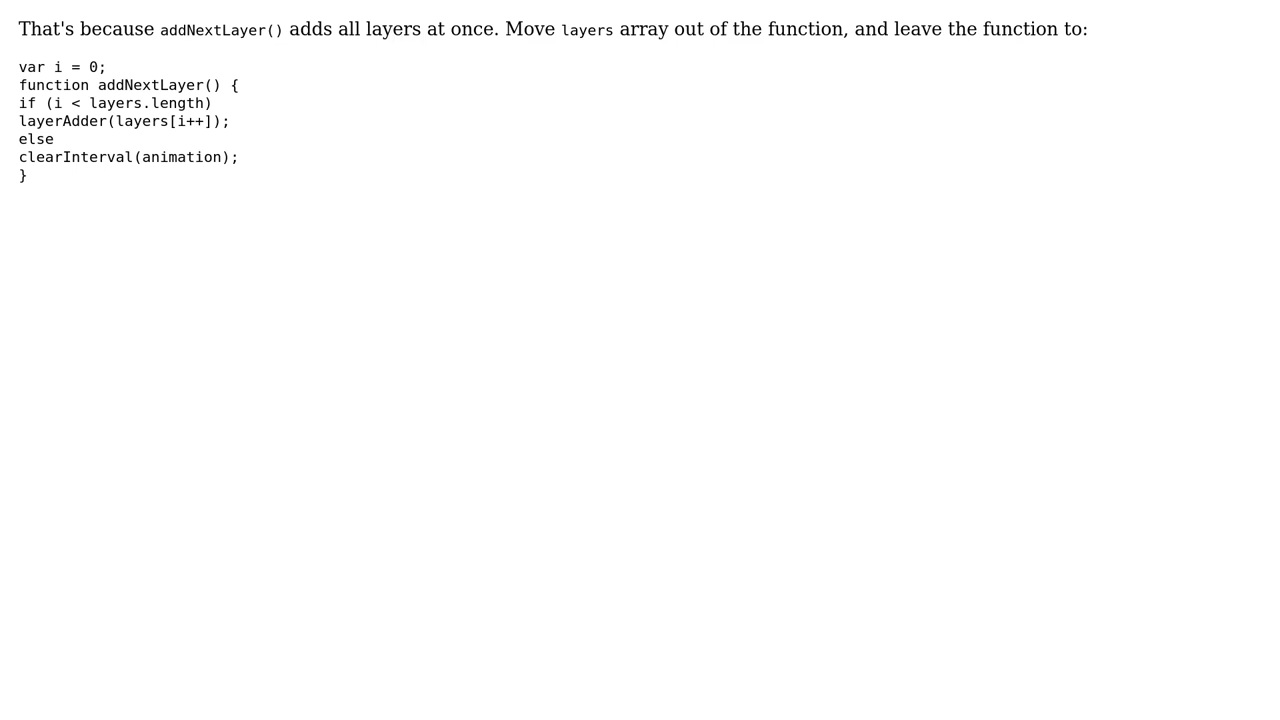 That's because addNextLayer() adds all layers at once. Move layers array out of the function, and leave the function to:
var i = 0;
function addNextLayer() {
if (i < layers.length)
layerAdder(layers[i++]);
else
clearInterval(animation);
}